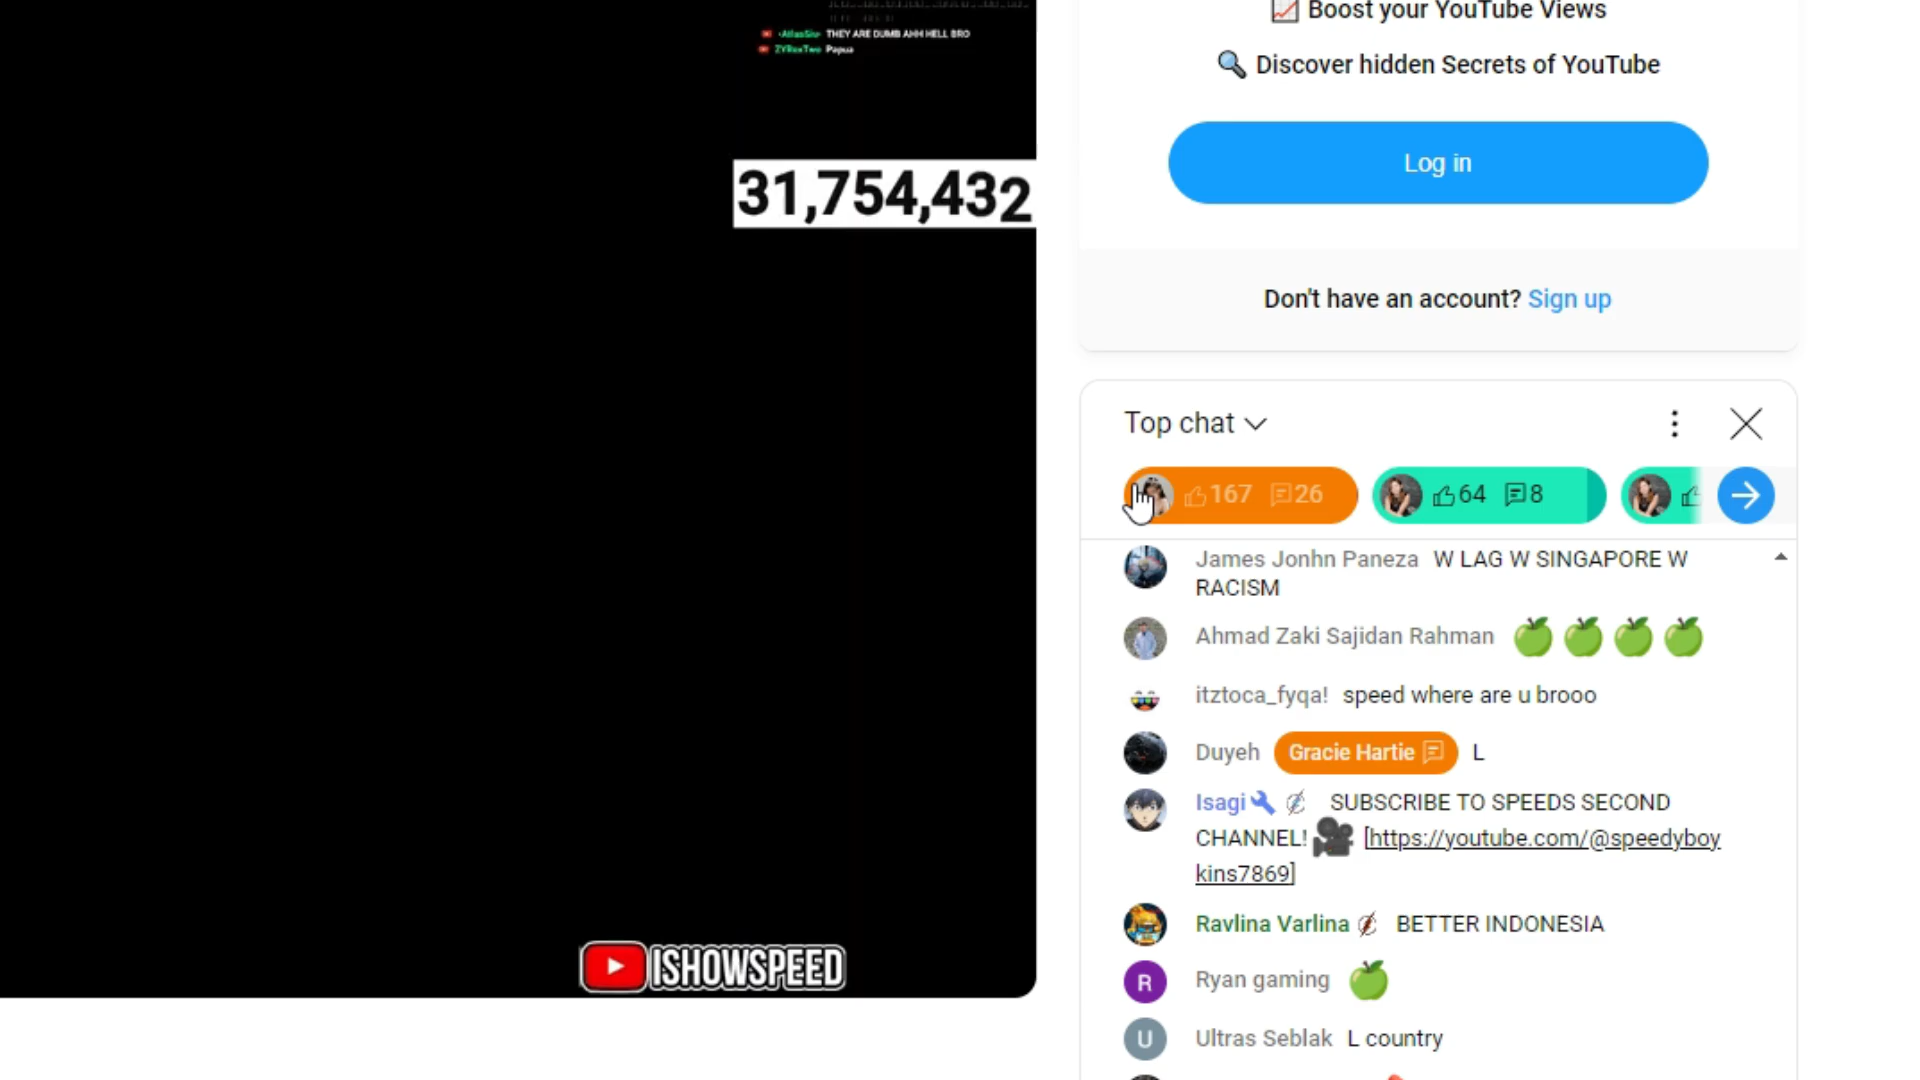 THEY ARE DUMB AHH HELL BRO
Papua
31,754,432
ISHOWSPEED
Boost your YouTube Views
Discover hidden Secrets of YouTube
Log in
Don't have an account? Sign up
Top chat
167 26 64 8
James Jonhn Paneza W LAG W SINGAPORE W
RACISM
Ahmad Zaki Sajidan Rahman 🍏🍏🍏🍏
itztoca_fyqa! speed where are u brooo
Duyeh Gracie Hartie L
Isagi SUBSCRIBE TO SPEEDS SECOND
CHANNEL! 🎥 [https://youtube.com/@speedyboy
kins7869]
Ravlina Varlina BETTER INDONESIA
R Ryan gaming 🍏
U Ultras Seblak L country